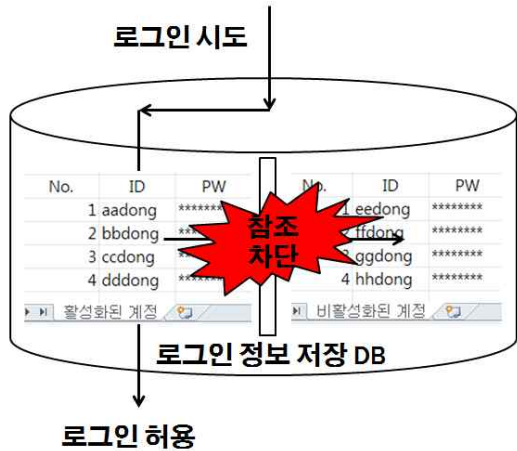 로그인 시도
No. ID PW
1 aadong ********
2 bbdong ********
3 ccdong ********
4 dddong ********
활성화된 계정
참조
차단
No. ID PW
1 eedong ********
2 ffdong ********
3 ggdong ********
4 hhdong ********
비활성화된 계정
로그인 정보 저장 DB
로그인 허용